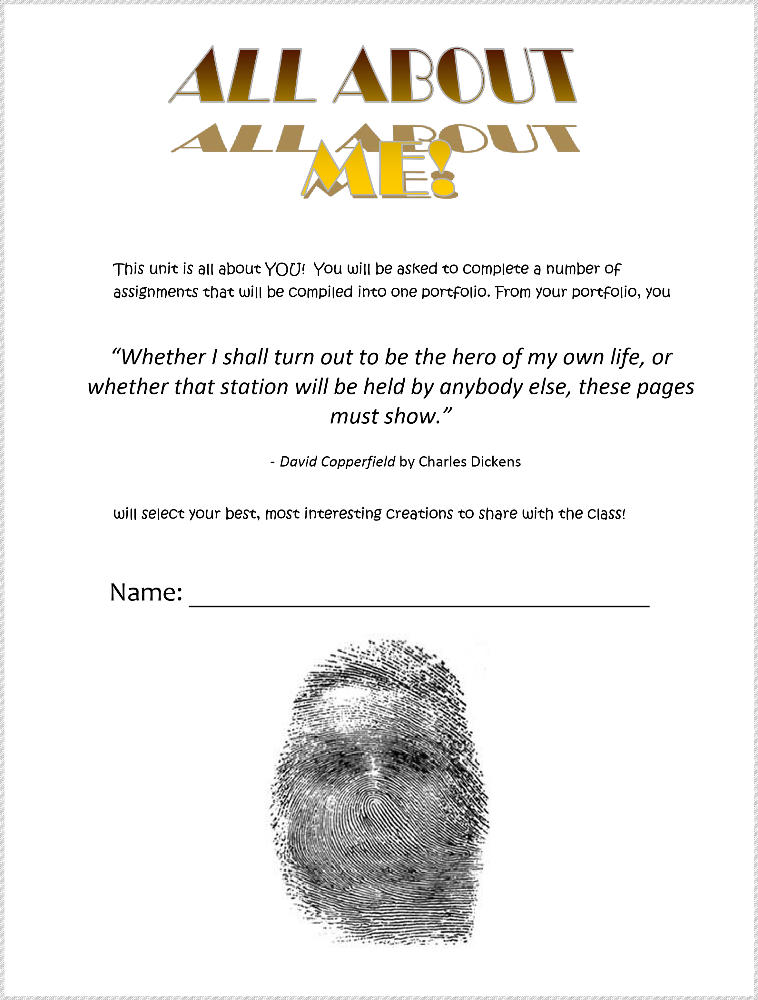 ALL ABOUT
ME!
This unit is all about YOU!  You will be asked to complete a number of
assignments that will be compiled into one portfolio. From your portfolio, you
“Whether I shall turn out to be the hero of my own life, or
whether that station will be held by anybody else, these pages
must show.”
- David Copperfield by Charles Dickens
will select your best, most interesting creations to share with the class!
Name: ______________________________